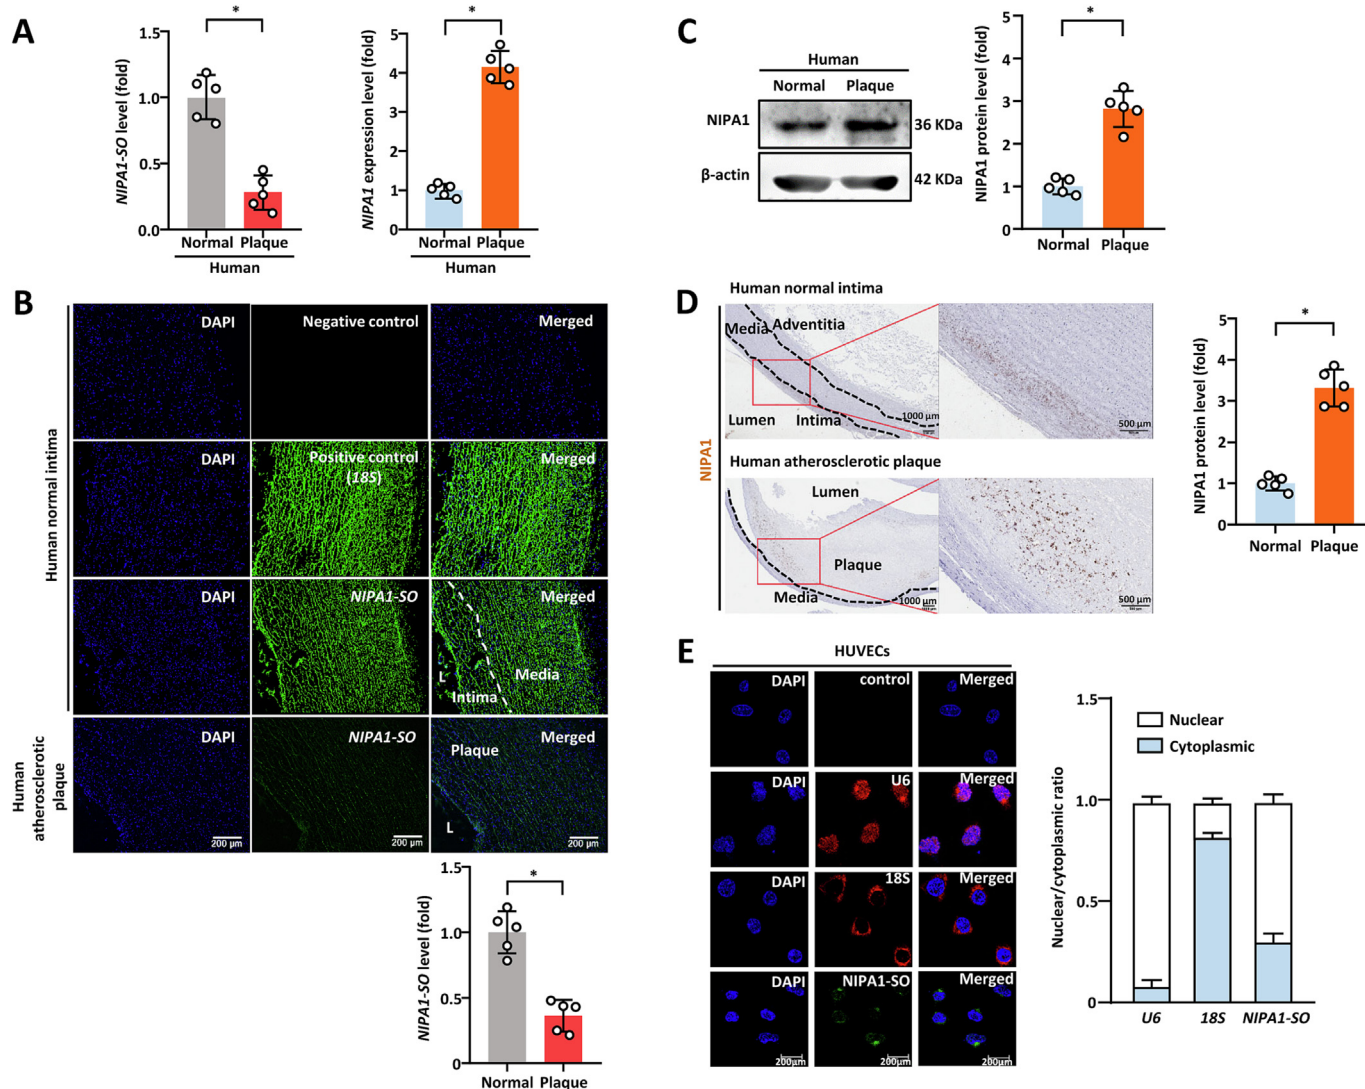 A
NIPA1-SO level (fold)
1.5
1.0
0.5
0.0
*
Normal Plaque
Human
NIPA1 expression level (fold)
5
4
3
2
1
0
*
Normal Plaque
Human
B
Human normal intima
DAPI
Negative control
Merged
DAPI
Positive control
(18S)
Merged
DAPI
NIPA1-SO
Merged
L
Intima
Media
Human
atherosclerotic
plaque
DAPI
NIPA1-SO
Merged
Plaque
L
200 µm
200 µm
200 µm
NIPA1-SO level (fold)
1.5
1.0
0.5
0
*
Normal Plaque
C
Human
Normal Plaque
NIPA1
36 KDa
β-actin
42 KDa
NIPA1 protein level (fold)
5
4
3
2
1
0
*
Normal Plaque
D
NIPA1
Human normal intima
Media Adventitia
Lumen
Intima
1000 µm
500 µm
Human atherosclerotic plaque
Lumen
Plaque
Media
1000 µm
500 µm
NIPA1 protein level (fold)
5
4
3
2
1
0
*
Normal Plaque
E
HUVECs
DAPI
control
Merged
DAPI
U6
Merged
DAPI
18S
Merged
DAPI
NIPA1-SO
Merged
200µm
200µm
200µm
Nuclear/cytoplasmic ratio
1.5
1.0
0.5
0
Nuclear
Cytoplasmic
U6 18S NIPA1-SO